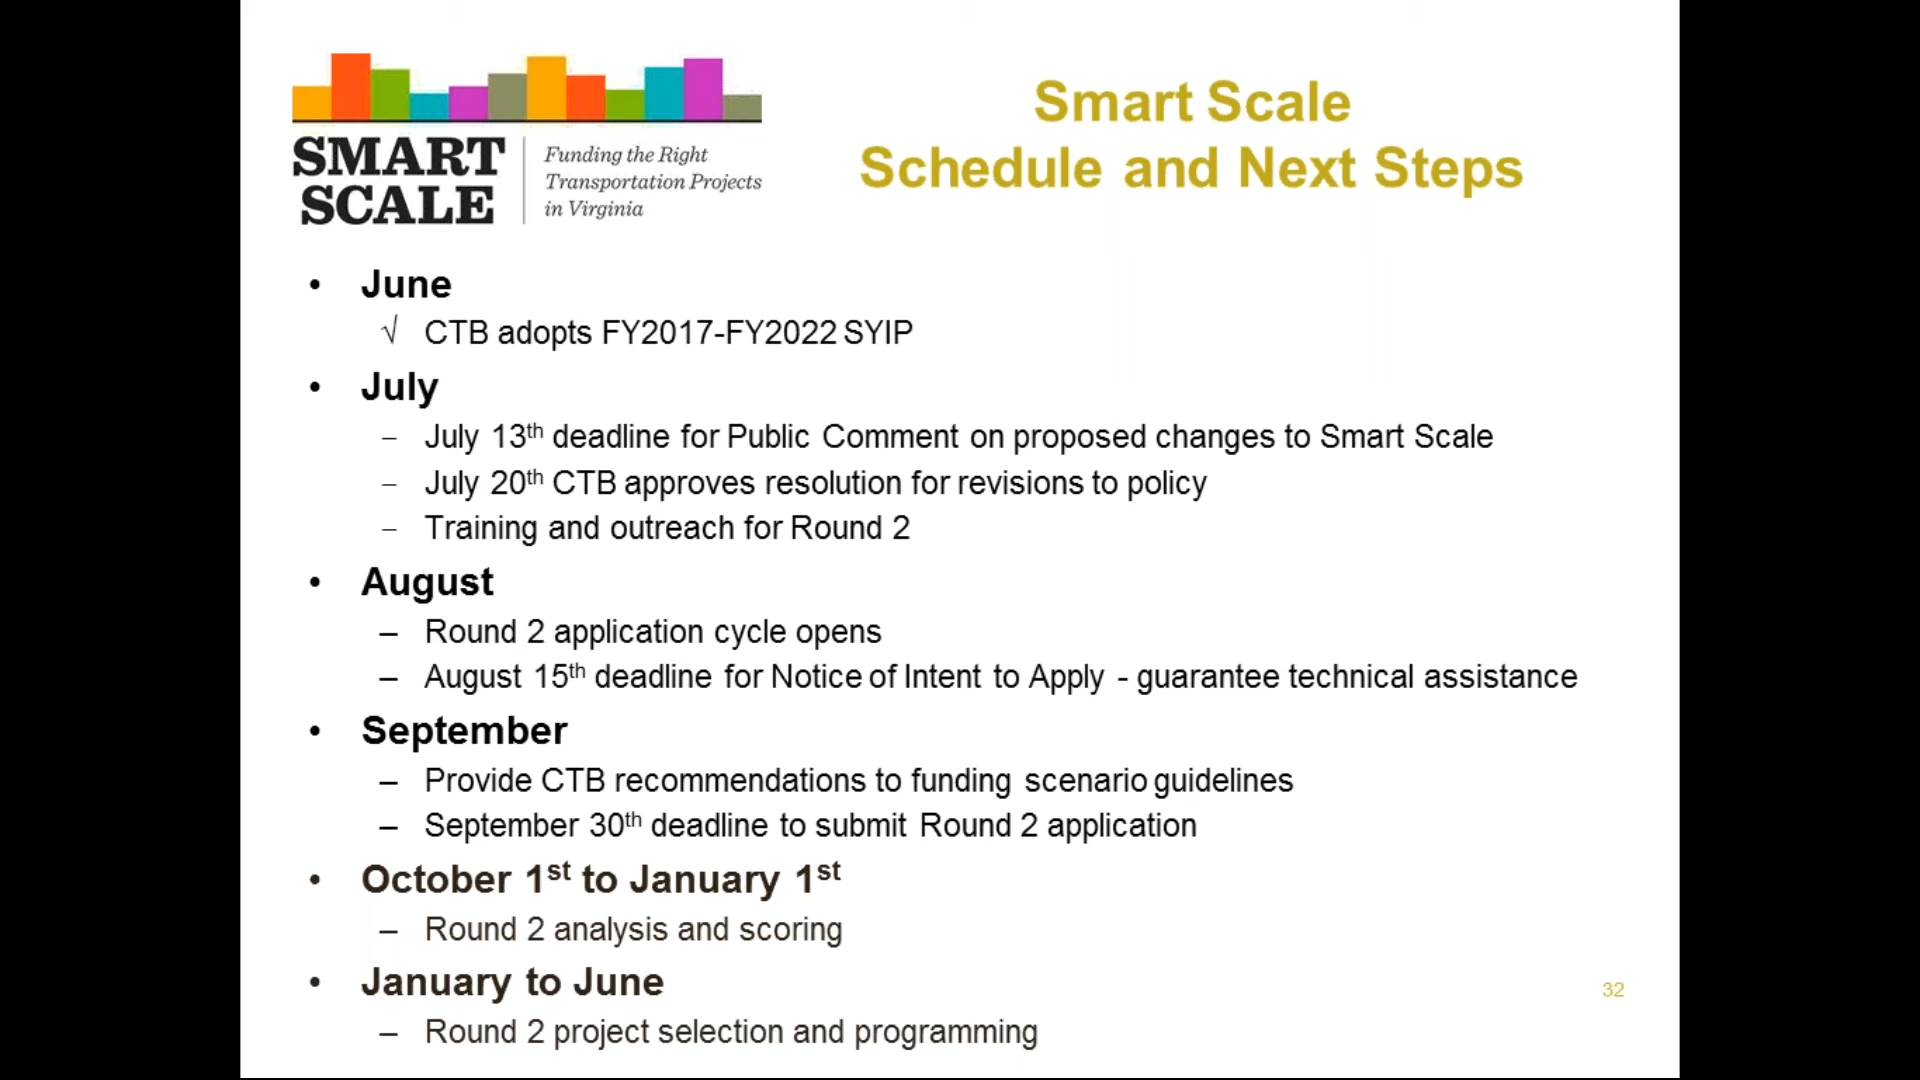 SMART
SCALE
Funding the Right
Transportation Projects
in Virginia
Smart Scale
Schedule and Next Steps
• June
√ CTB adopts FY2017-FY2022 SYIP
• July
– July 13th deadline for Public Comment on proposed changes to Smart Scale
– July 20th CTB approves resolution for revisions to policy
– Training and outreach for Round 2
• August
– Round 2 application cycle opens
– August 15th deadline for Notice of Intent to Apply - guarantee technical assistance
• September
– Provide CTB recommendations to funding scenario guidelines
– September 30th deadline to submit Round 2 application
• October 1st to January 1st
– Round 2 analysis and scoring
• January to June
– Round 2 project selection and programming
32